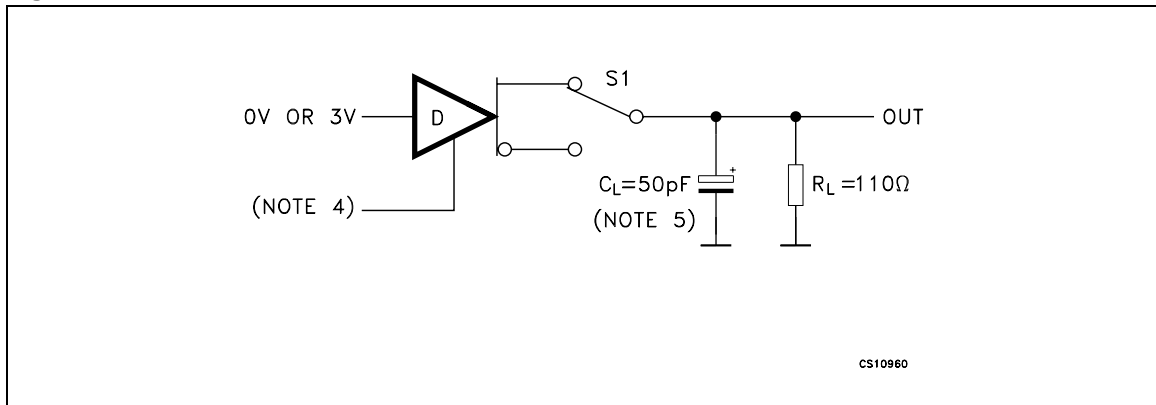 S1
0V OR 3V
D
OUT
+
CL=50pF
RL=110Ω
(NOTE 4)
(NOTE 5)
CS10960